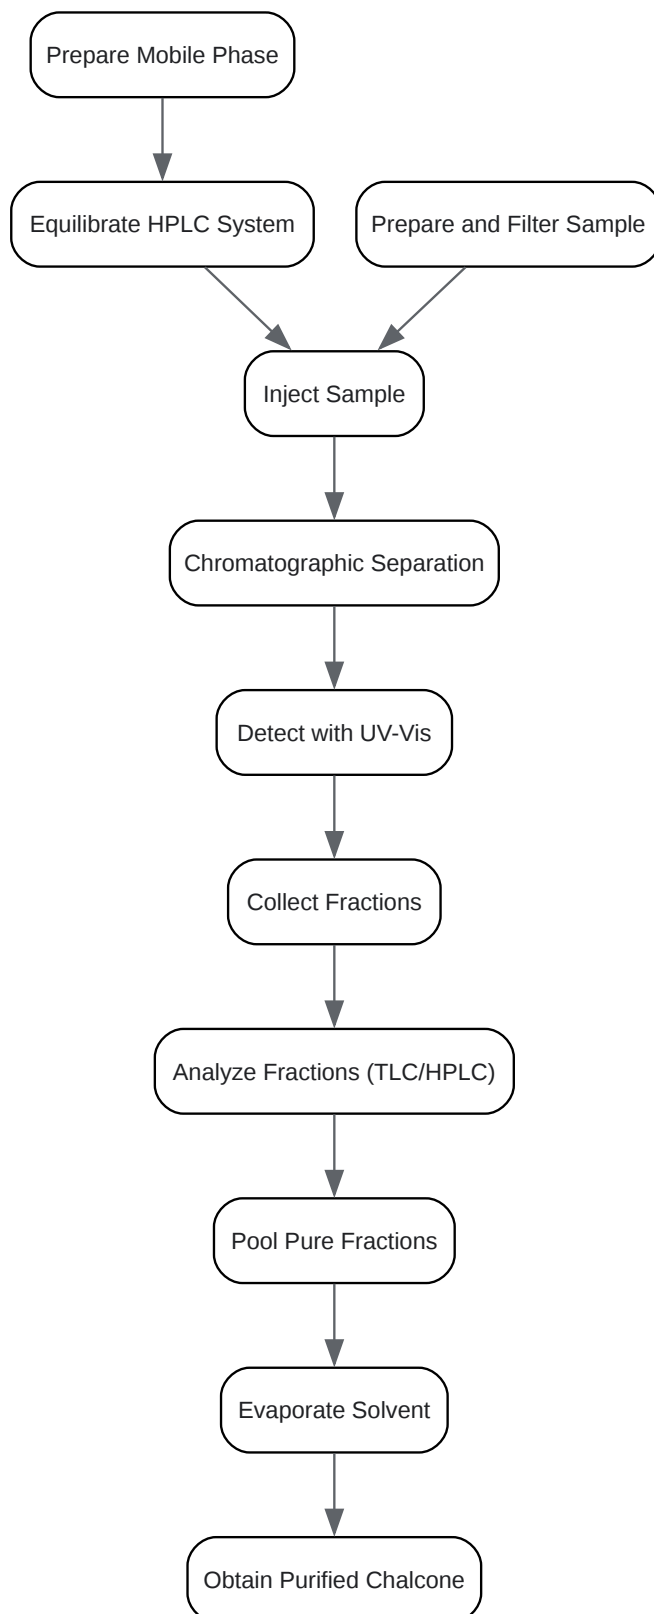 Prepare Mobile Phase
Equilibrate HPLC System
Prepare and Filter Sample
Inject Sample
Chromatographic Separation
Detect with UV-Vis
Collect Fractions
Analyze Fractions (TLC/HPLC)
Pool Pure Fractions
Evaporate Solvent
Obtain Purified Chalcone